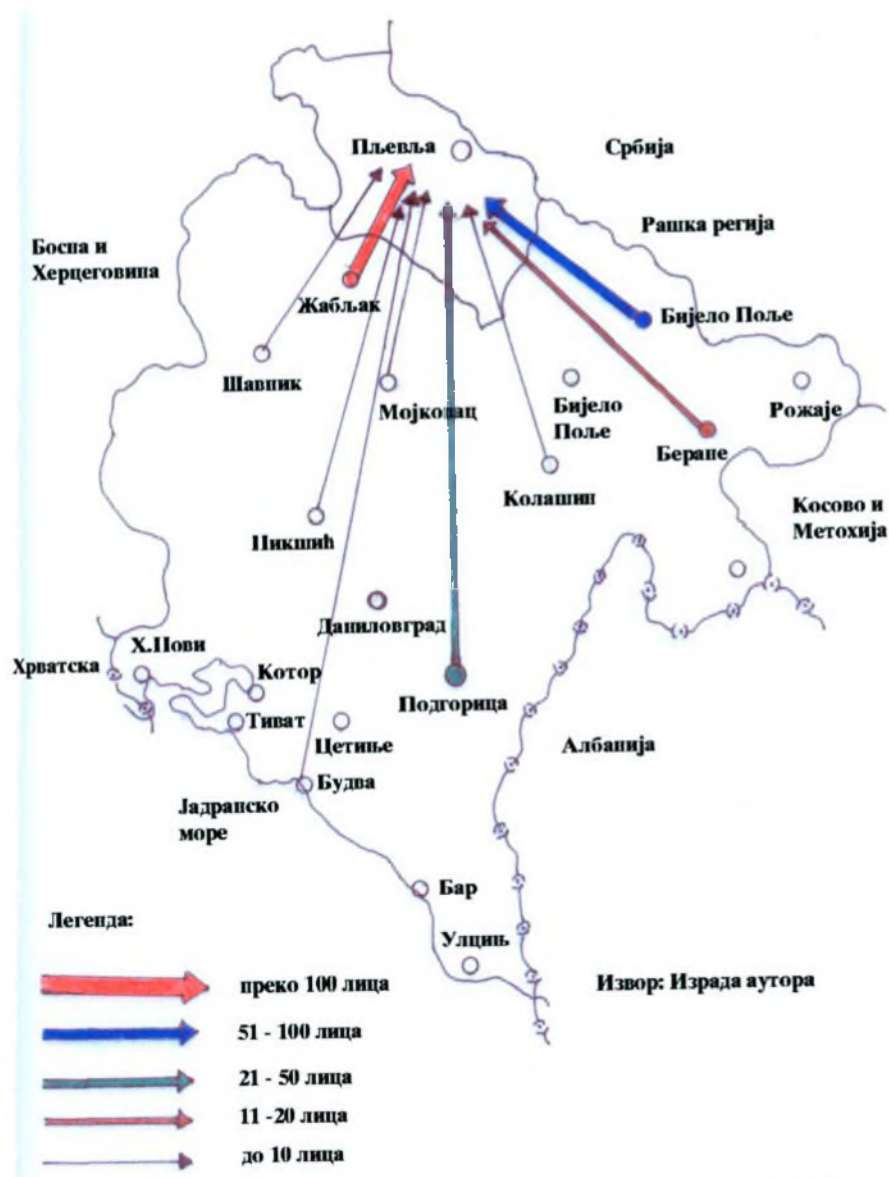 Пљевља
Србија
Рашка регија
Босна и
Херцеговина
Жабљак
Бијело Поље
Шавник
Мојковац
Бијело
Поље
Рожаје
Беране
Колашин
Никшић
Косово и
Метохија
Даниловград
Х.Нови
Хрватска
Котор
Подгорица
Тиват
Цетиње
Албанија
Будва
Јадранско
море
Бар
Легенда:
Улцињ
преко 100 лица
Извор: Израда аутора
51 - 100 лица
21 - 50 лица
11 -20 лица
до 10 лица